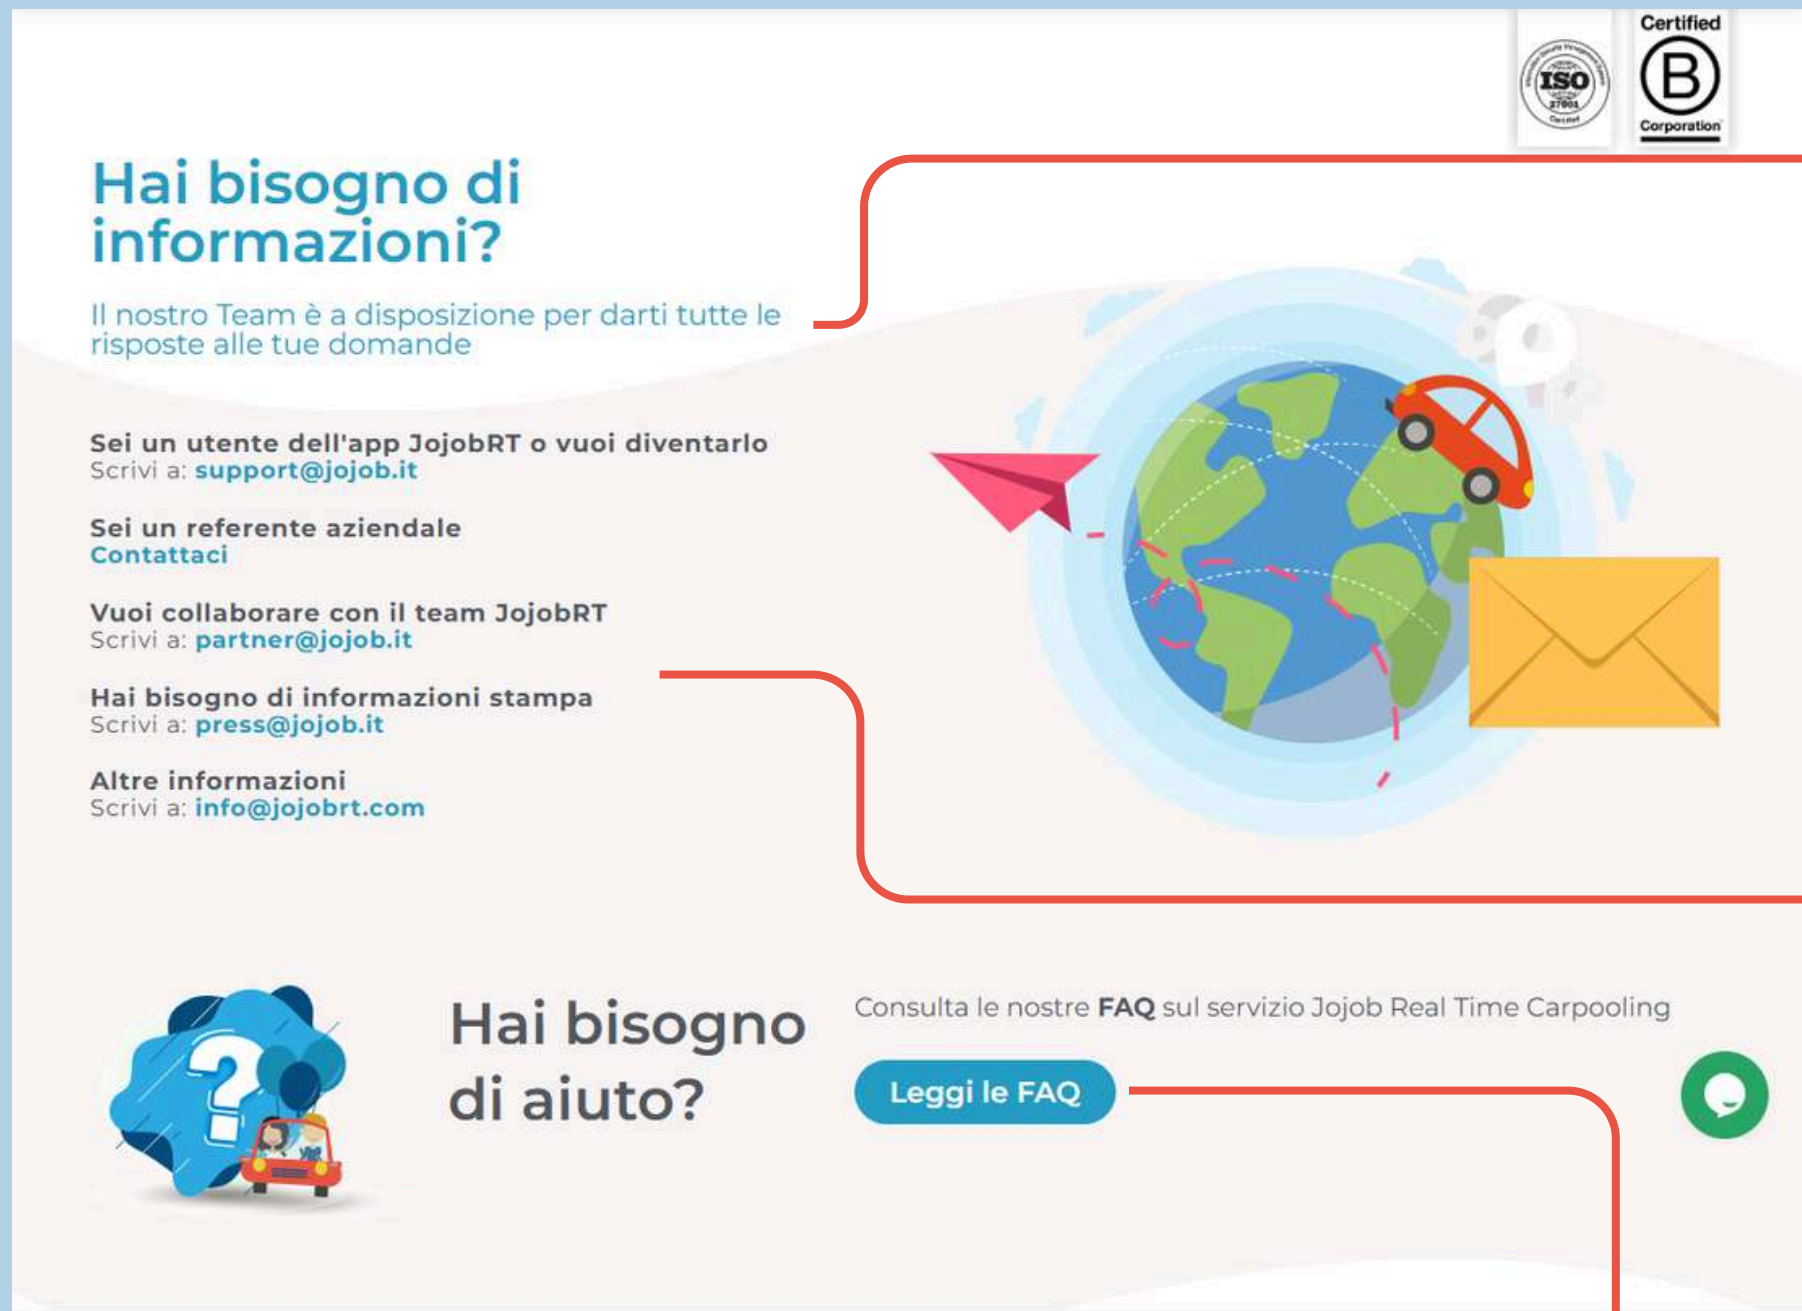 Certified
B
Corporation
ISO
27001
Certified
Hai bisogno di
informazioni?
Il nostro Team è a disposizione per darti tutte le
risposte alle tue domande
Sei un utente dell'app JojobRT o vuoi diventarlo
Scrivi a: support@jojob.it
Sei un referente aziendale
Contattaci
Vuoi collaborare con il team JojobRT
Scrivi a: partner@jojob.it
Hai bisogno di informazioni stampa
Scrivi a: press@jojob.it
Altre informazioni
Scrivi a: info@jojobrt.com
?
Hai bisogno
di aiuto?
Consulta le nostre FAQ sul servizio Jojob Real Time Carpooling
Leggi le FAQ